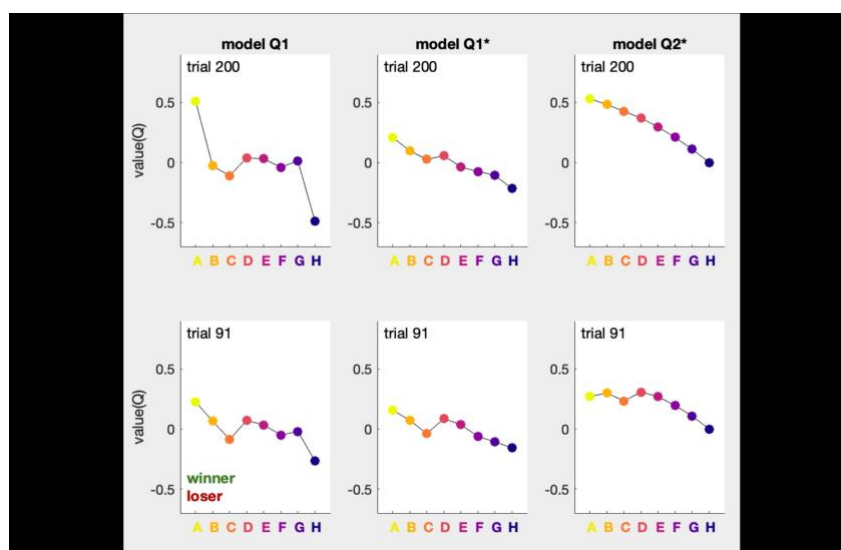 model Q1 model Q1* model Q2*
trial 200 trial 200 trial 200
0.5 0.5 0.5
value(Q)
0 0 0
-0.5 -0.5 -0.5
A B C D E F G H A B C D E F G H A B C D E F G H
trial 91 trial 91 trial 91
0.5 0.5 0.5
value(Q)
0 0 0
winner
-0.5 -0.5 -0.5
loser
A B C D E F G H A B C D E F G H A B C D E F G H